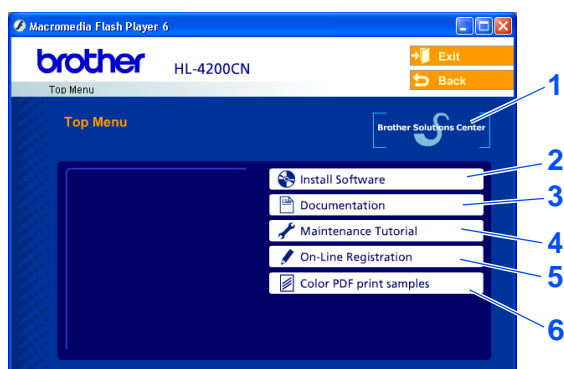 Macromedia Flash Player 6
brother
HL-4200CN
Exit
Back
Top Menu
Top Menu
Brother Solutions Center
Install Software
Documentation
Maintenance Tutorial
On-Line Registration
Color PDF print samples
1
2
3
4
5
6